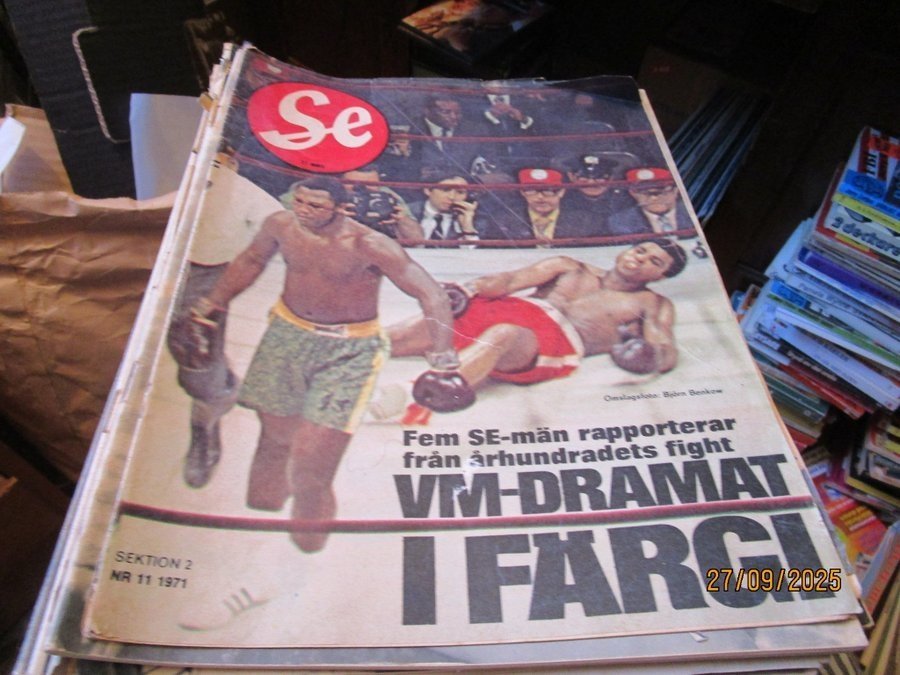 Se
Omslagsfoto: Björn Benkow
Fem SE-män rapporterar
från århundradets fight
VM-DRAMAT
I FÄRG!
SEKTION 2
NR 11 1971
27/09/2025